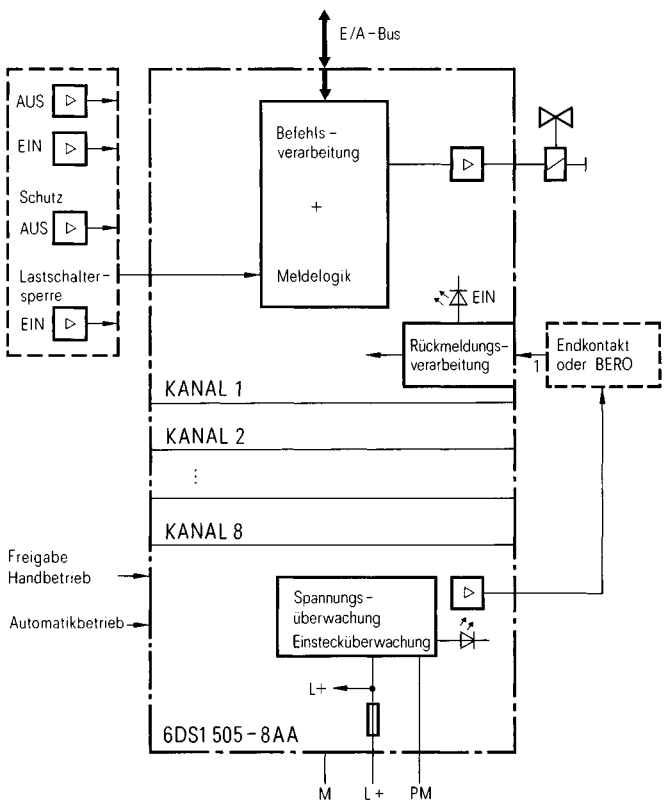 E/A-Bus
AUS
EIN
Schutz
AUS
Lastschalter-
sperre
EIN
Befehls-
verarbeitung
+
Meldelogik
EIN
Rückmeldungs-
verarbeitung
1
Endkontakt
oder BERO
KANAL 1
KANAL 2
⋮
KANAL 8
Freigabe
Handbetrieb
Automatikbetrieb
Spannungs-
überwachung
Einstecküberwachung
L+
6DS1 505-8AA
M
L+
PM